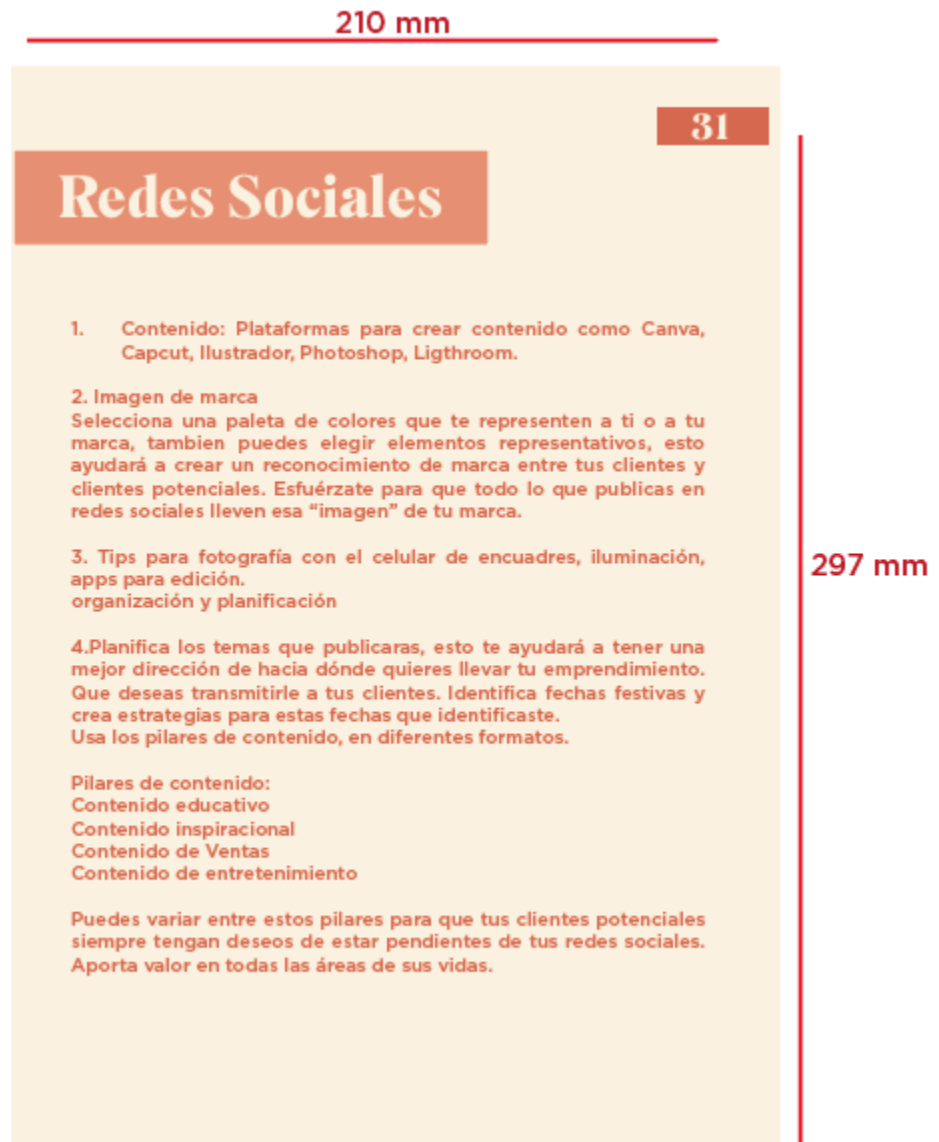 210 mm
31
Redes Sociales
1. Contenido: Plataformas para crear contenido como Canva,
Capcut, Ilustrador, Photoshop, Ligthroom.
2. Imagen de marca
Selecciona una paleta de colores que te representen a ti o a tu
marca, tambien puedes elegir elementos representativos, esto
ayudará a crear un reconocimiento de marca entre tus clientes y
clientes potenciales. Esfuérzate para que todo lo que publicas en
redes sociales lleven esa “imagen” de tu marca.
3. Tips para fotografía con el celular de encuadres, iluminación,
apps para edición.
organización y planificación
297 mm
4.Planifica los temas que publicaras, esto te ayudará a tener una
mejor dirección de hacia dónde quieres llevar tu emprendimiento.
Que deseas transmitirle a tus clientes. Identifica fechas festivas y
crea estrategias para estas fechas que identificaste.
Usa los pilares de contenido, en diferentes formatos.
Pilares de contenido:
Contenido educativo
Contenido inspiracional
Contenido de Ventas
Contenido de entretenimiento
Puedes variar entre estos pilares para que tus clientes potenciales
siempre tengan deseos de estar pendientes de tus redes sociales.
Aporta valor en todas las áreas de sus vidas.